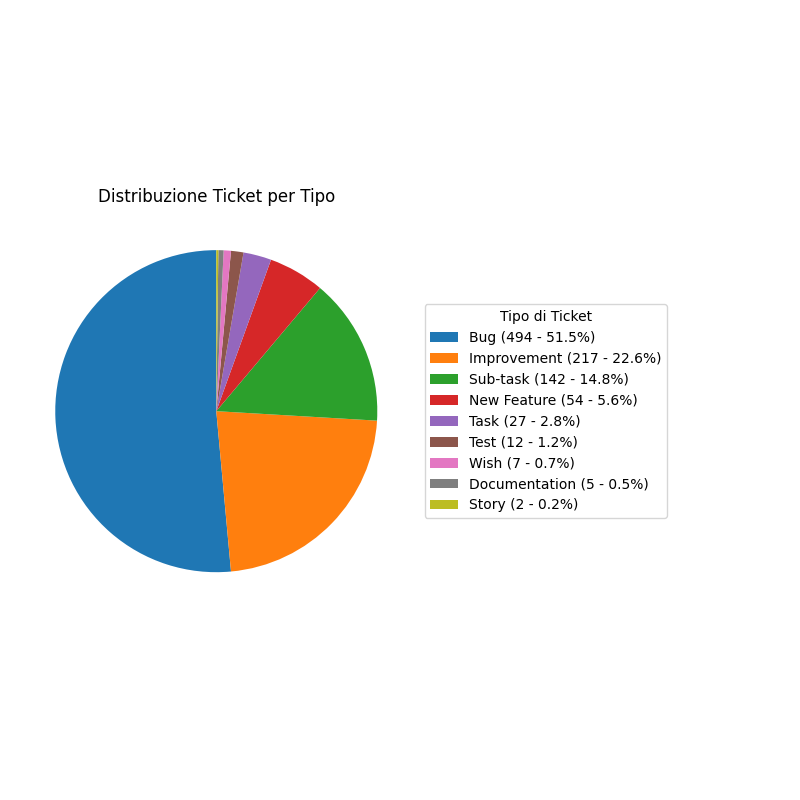 Distribuzione Ticket per Tipo
Tipo di Ticket
Bug (494 - 51.5%)
Improvement (217 - 22.6%)
Sub-task (142 - 14.8%)
New Feature (54 - 5.6%)
Task (27 - 2.8%)
Test (12 - 1.2%)
Wish (7 - 0.7%)
Documentation (5 - 0.5%)
Story (2 - 0.2%)